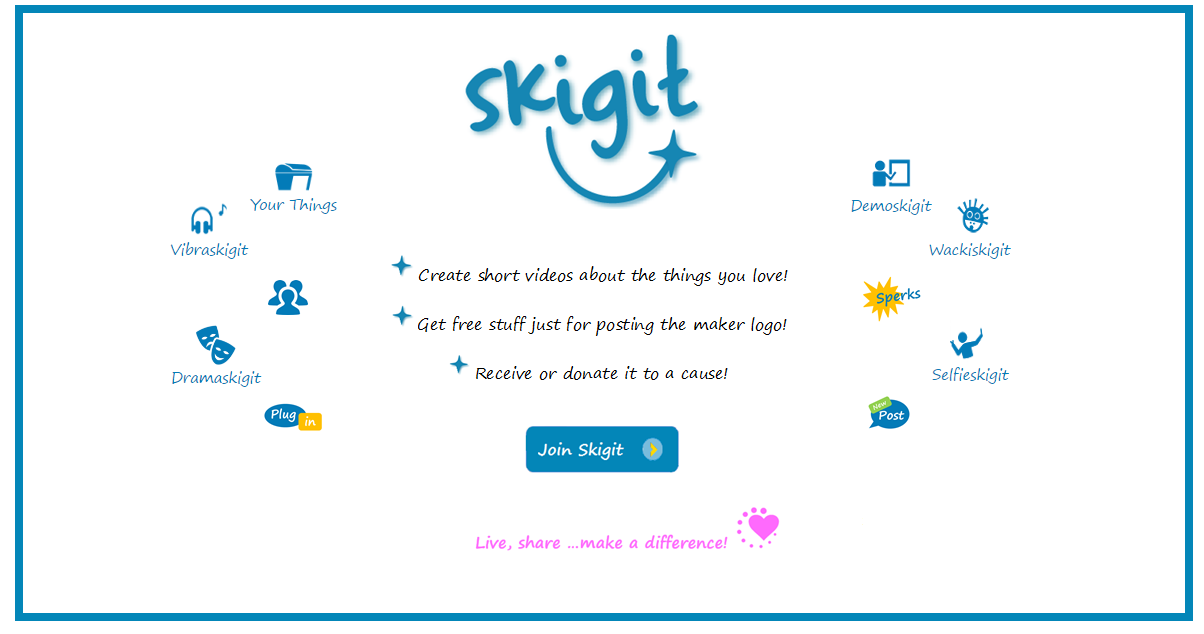 skigit
Your Things
Demoskigit
Vibraskigit
Wackiskigit
Create short videos about the things you love!
Sperks
Get free stuff just for posting the maker logo!
Dramaskigit
Receive or donate it to a cause!
Selfieskigit
Plug in
New
Post
Join Skigit
Live, share ...make a difference!